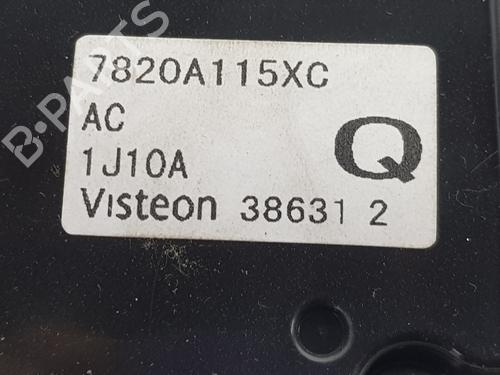 B-PARTS
7820A115XC
AC
1J10A
Q
Visteon 38631 2